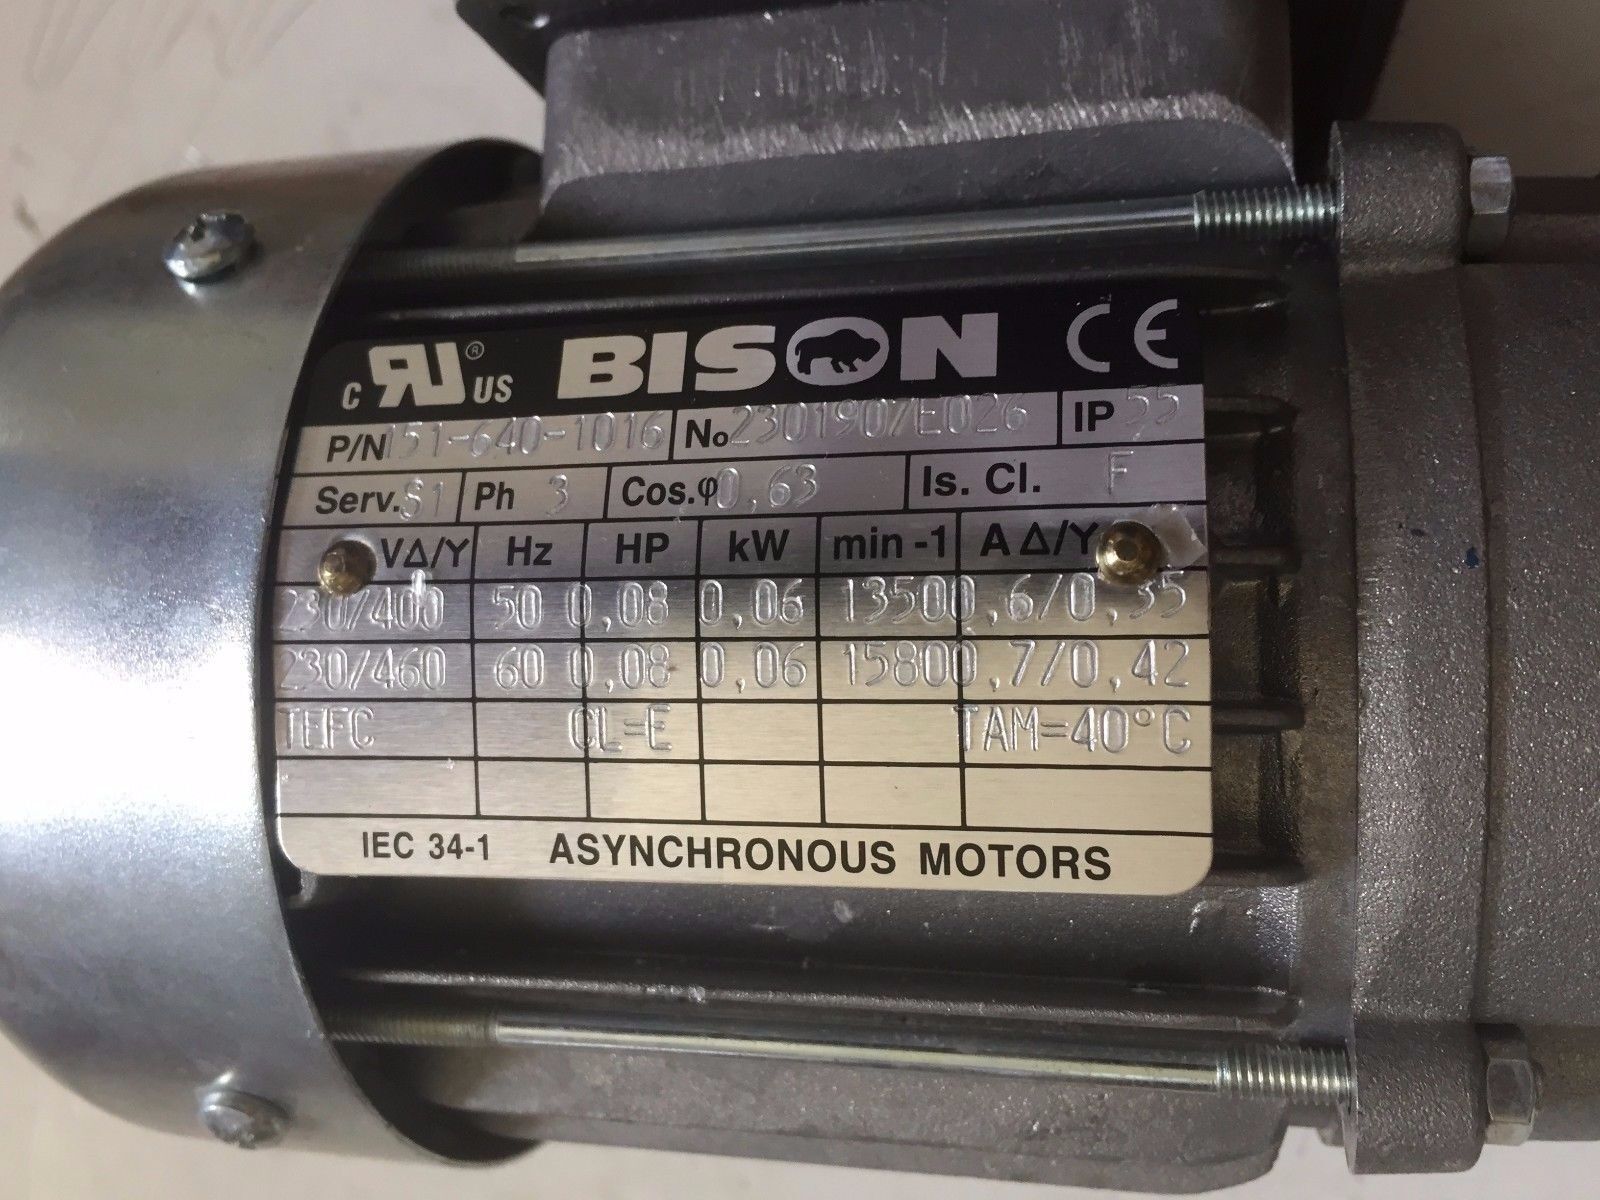 c RU ® US BISON CE
P/N 151-640-1016 No 2301907E026 IP 55
Serv. S1 Ph 3 Cos.φ 0,63 Is. Cl. F
VΔ/Y Hz HP kW min -1 A Δ/Y
230/400 50 0,08 0,06 1350 0,6/0,35
230/460 60 0,08 0,06 1580 0,7/0,42
TEFC CL=E TAM=40°C
IEC 34-1 ASYNCHRONOUS MOTORS